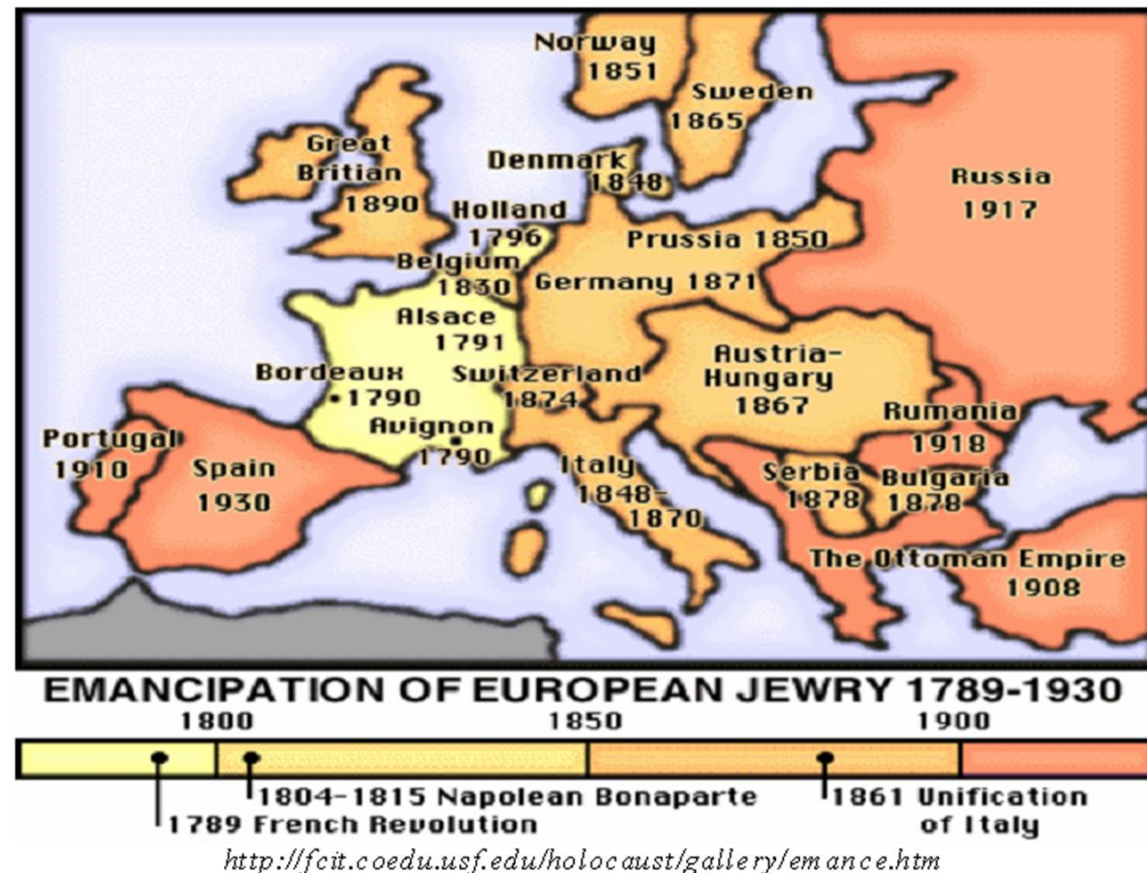 Norway
1851
Sweden
1865
Great
Britian
1890
Denmark
1848
Russia
1917
Holland
1796
Prussia 1850
Belgium
1830
Germany 1871
Alsace
1791
Austria-
Hungary
1867
Bordeaux
1790
Switzerland
1874
Rumania
1918
Avignon
1790
Portugal
1910
Spain
1930
Italy
1848-
1870
Serbia
1878
Bulgaria
1878
The Ottoman Empire
1908
EMANCIPATION OF EUROPEAN JEWRY 1789-1930
1800 1850 1900
1804-1815 Napolean Bonaparte
1861 Unification
of Italy
1789 French Revolution
http://fcit.coedu.usf.edu/holocaust/gallery/emance.htm